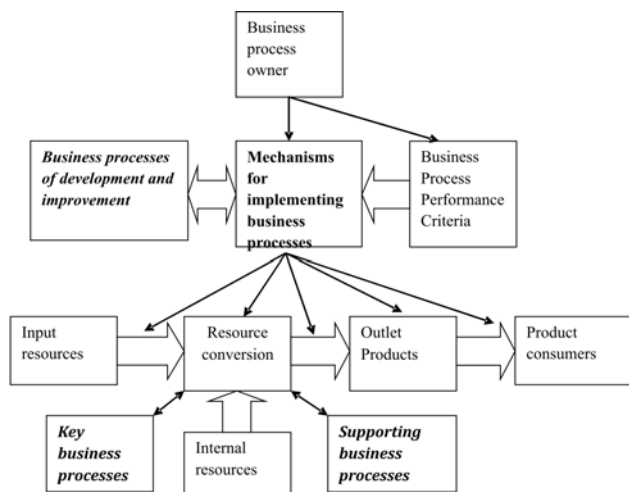 Business
process
owner
Business processes
of development and
improvement
Mechanisms
for
implementing
business
processes
Business
Process
Performance
Criteria
Input
resources
Resource
conversion
Outlet
Products
Product
consumers
Key
business
processes
Internal
resources
Supporting
business
processes